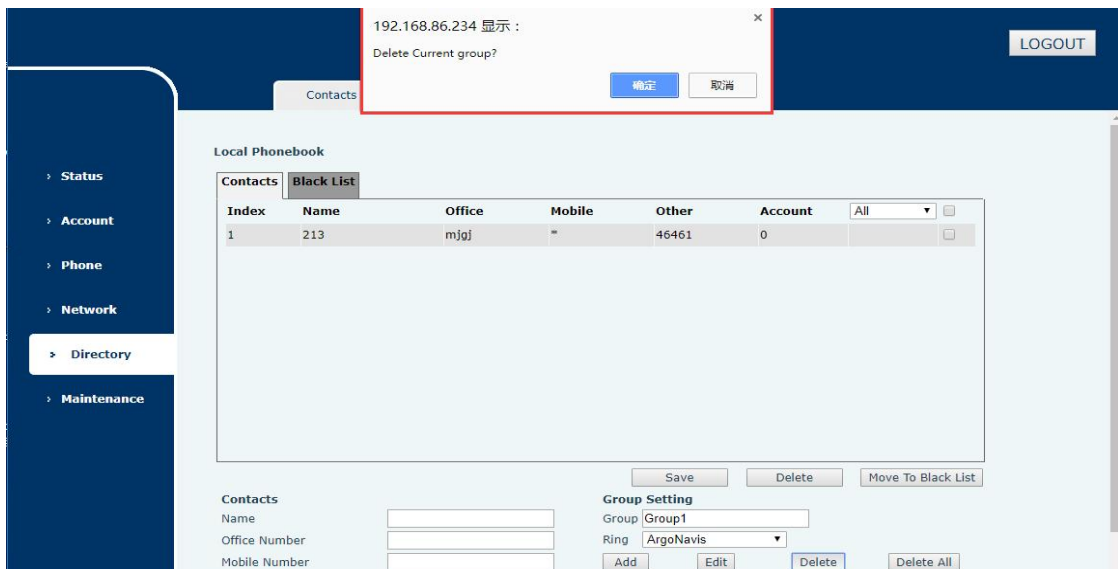 192.168.86.234 显示：
Delete Current group?
确定 取消
LOGOUT
Contacts
Local Phonebook
Status
Account
Phone
Network
Directory
Maintenance
Contacts Black List
Index Name Office Mobile Other Account All
1 213 mjgj * 46461 0
Save Delete Move To Black List
Contacts
Name
Office Number
Mobile Number
Group Setting
Group Group1
Ring ArgoNavis
Add Edit Delete Delete All